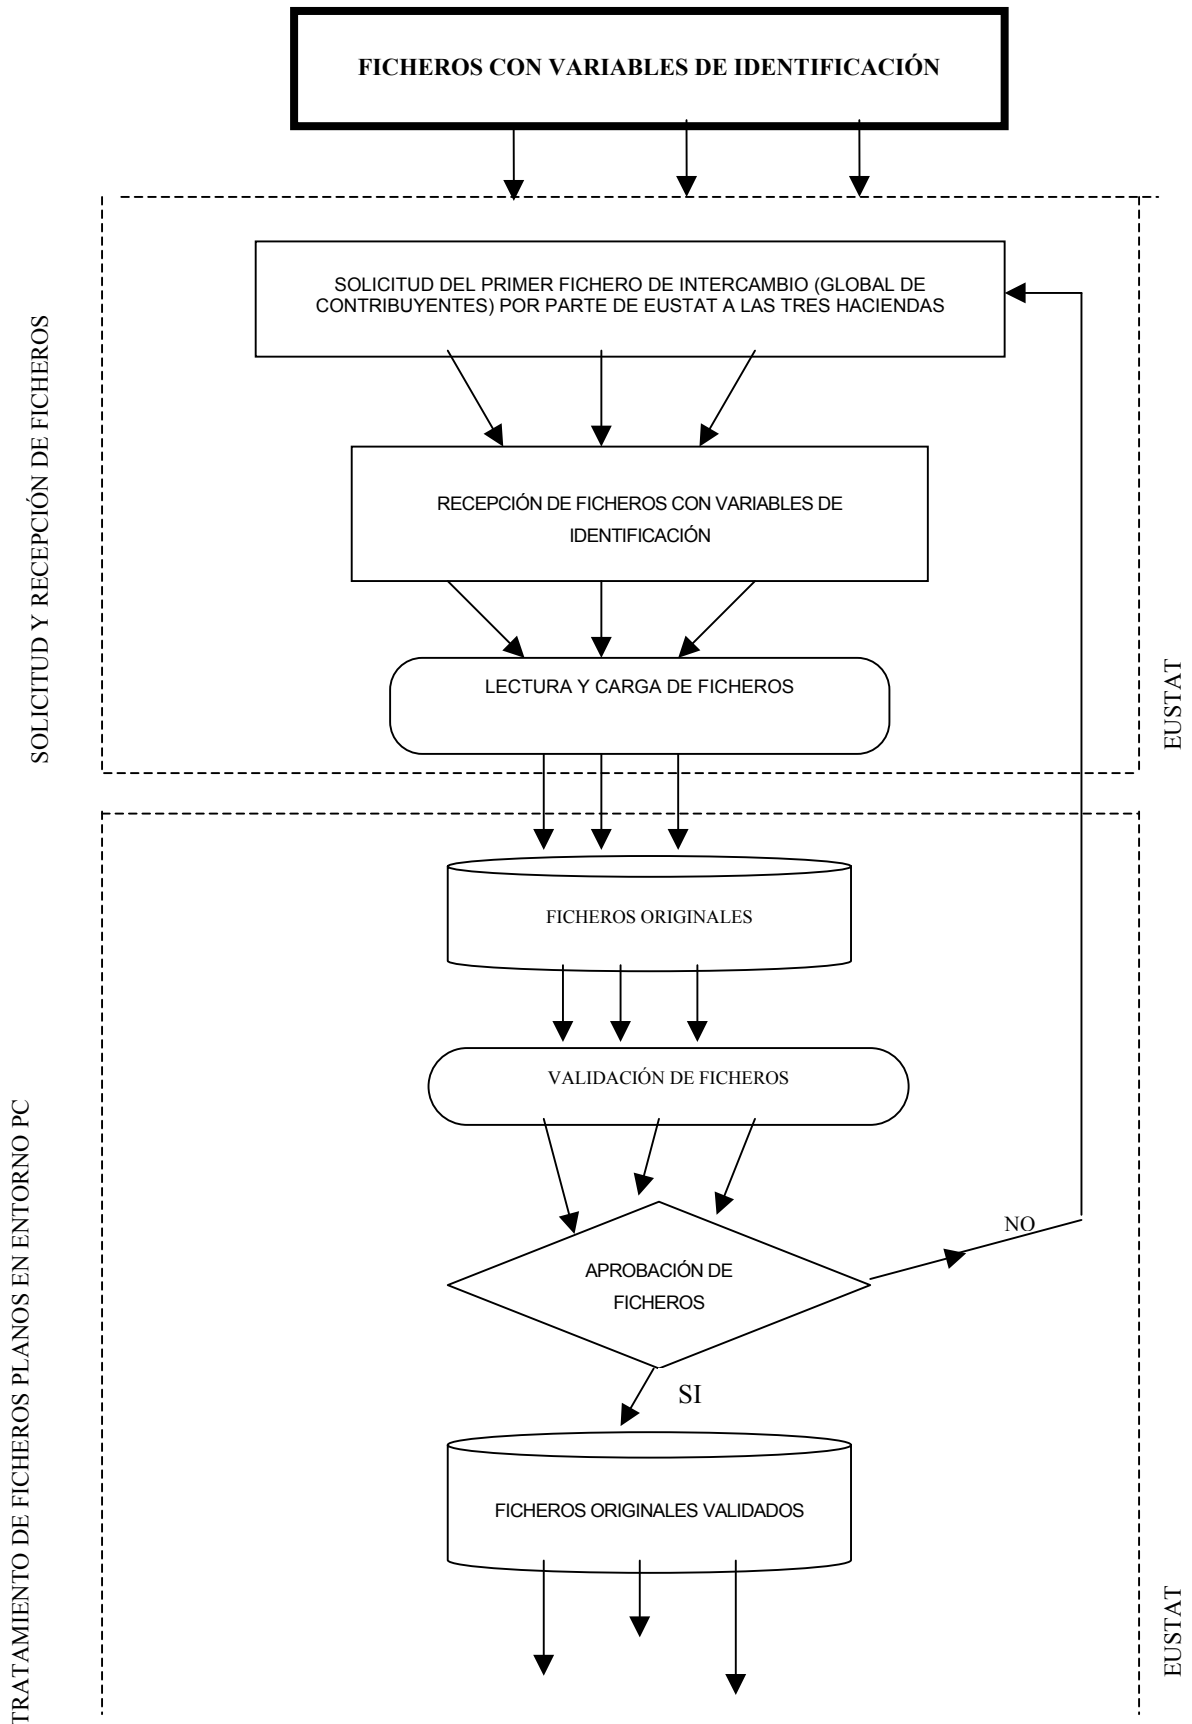 FICHEROS CON VARIABLES DE IDENTIFICACIÓN
SOLICITUD Y RECEPCIÓN DE FICHEROS
SOLICITUD DEL PRIMER FICHERO DE INTERCAMBIO (GLOBAL DE
CONTRIBUYENTES) POR PARTE DE EUSTAT A LAS TRES HACIENDAS
RECEPCIÓN DE FICHEROS CON VARIABLES DE
IDENTIFICACIÓN
LECTURA Y CARGA DE FICHEROS
EUSTAT
TRATAMIENTO DE FICHEROS PLANOS EN ENTORNO PC
FICHEROS ORIGINALES
VALIDACIÓN DE FICHEROS
APROBACIÓN DE
FICHEROS
NO
SI
FICHEROS ORIGINALES VALIDADOS
EUSTAT